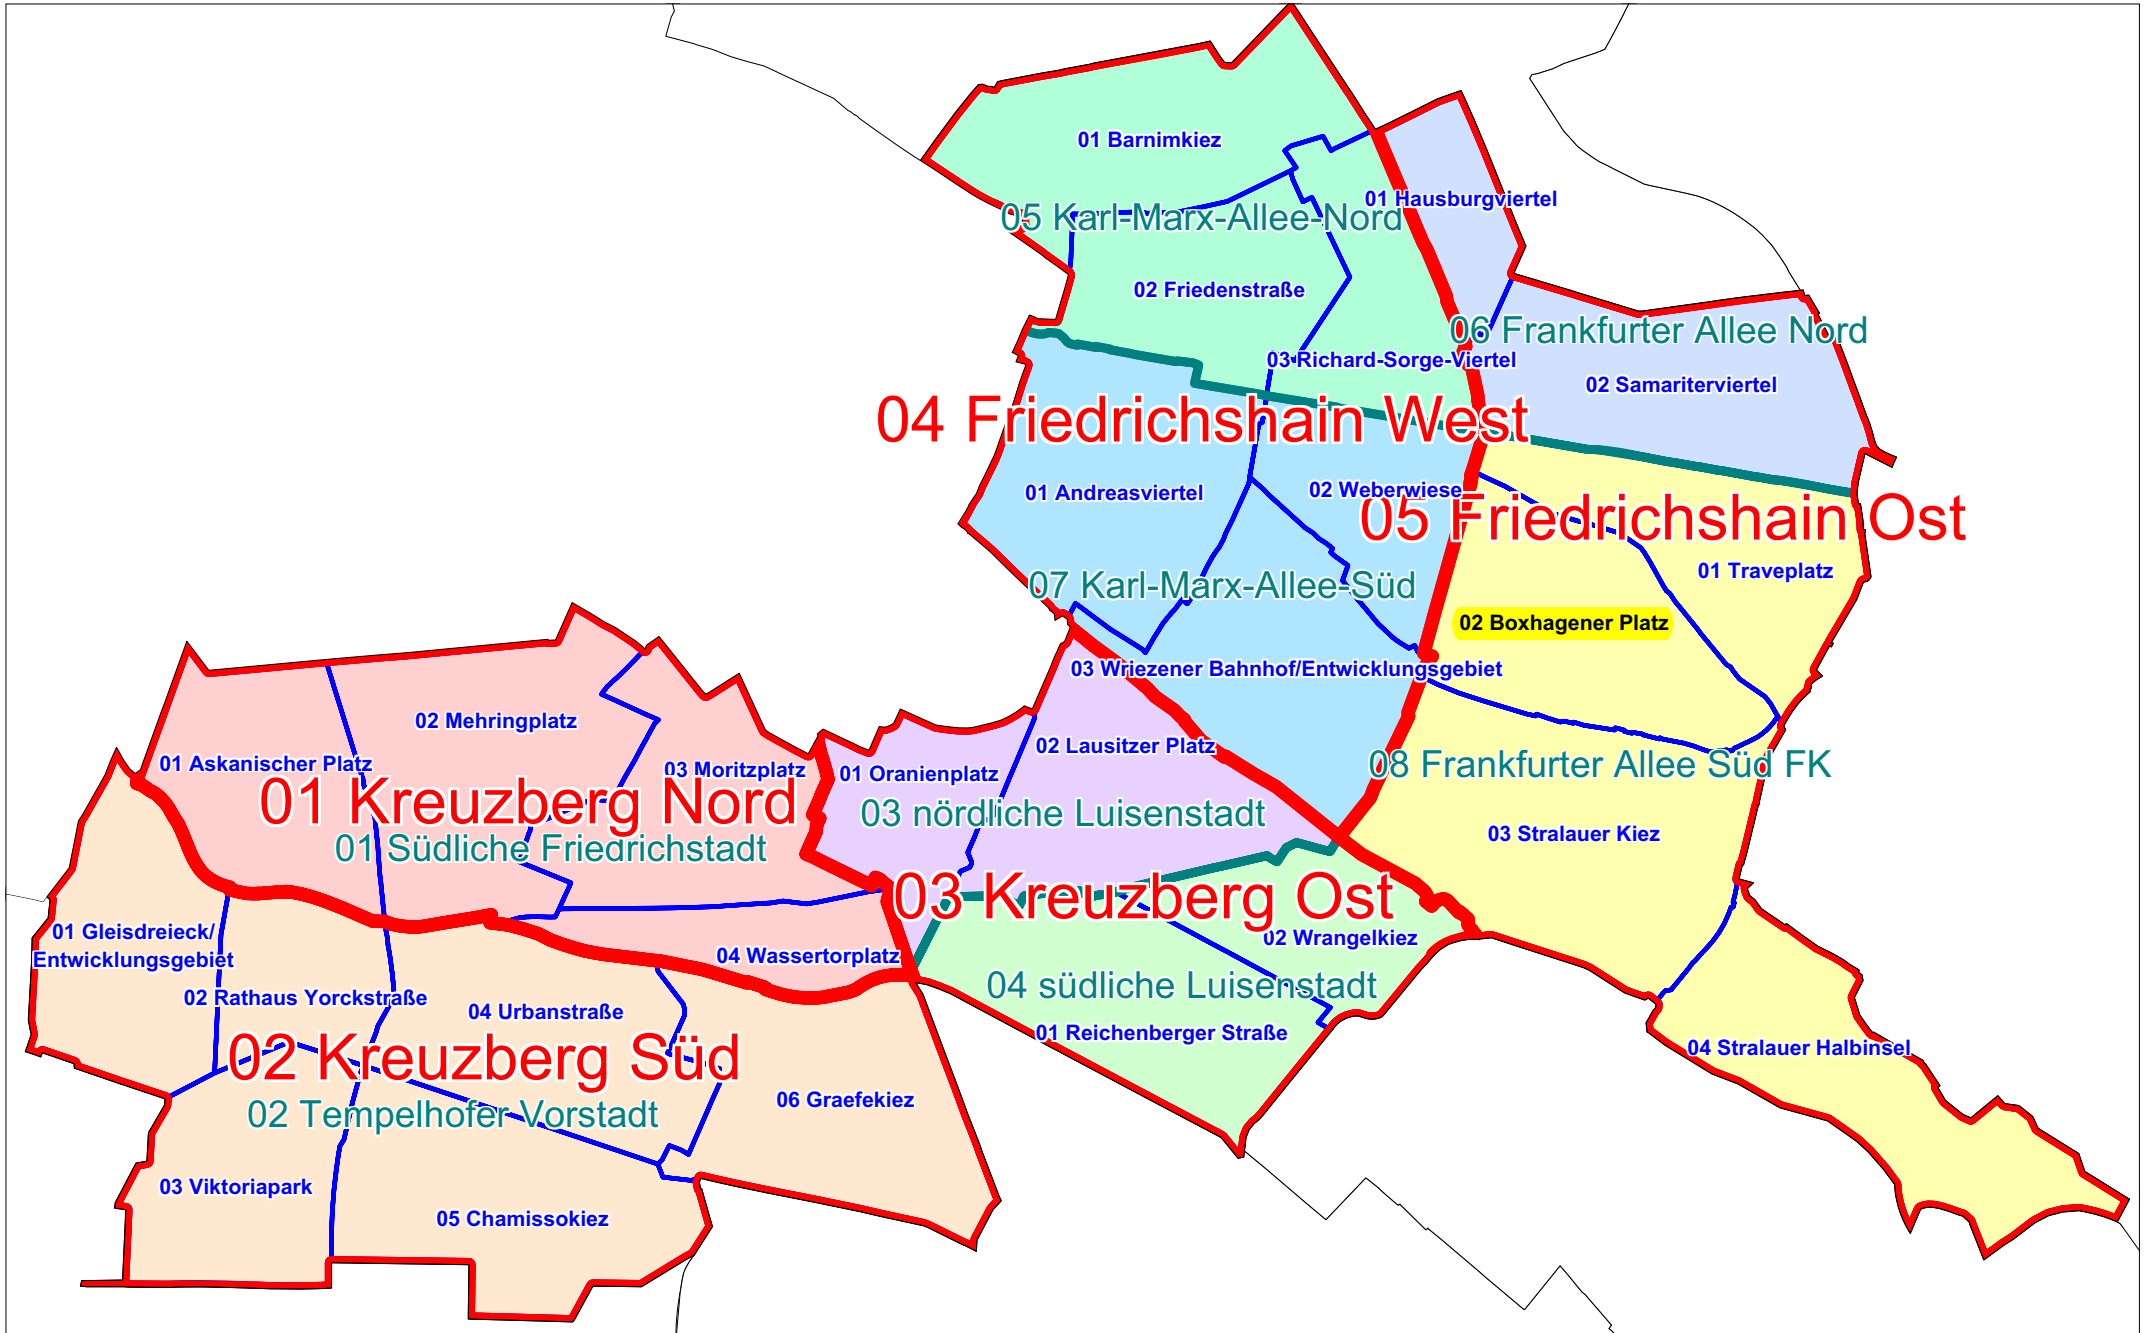 01 Barnimkiez
01 Hausburgviertel
05 Karl-Marx-Allee-Nord
02 Friedenstraße
06 Frankfurter Allee Nord
03 Richard-Sorge-Viertel
02 Samariterviertel
04 Friedrichshain West
01 Andreasviertel
02 Weberwiese
05 Friedrichshain Ost
01 Traveplatz
07 Karl-Marx-Allee-Süd
02 Boxhagener Platz
03 Wriezener Bahnhof/Entwicklungsgebiet
02 Mehringplatz
02 Lausitzer Platz
01 Askanischer Platz
03 Moritzplatz
01 Oranienplatz
08 Frankfurter Allee Süd FK
01 Kreuzberg Nord
03 nördliche Luisenstadt
03 Stralauer Kiez
01 Südliche Friedrichstadt
03 Kreuzberg Ost
01 Gleisdreieck/
Entwicklungsgebiet
02 Wrangelkiez
04 Wassertorplatz
04 südliche Luisenstadt
02 Rathaus Yorckstraße
04 Urbanstraße
01 Reichenberger Straße
04 Stralauer Halbinsel
02 Kreuzberg Süd
06 Graefekiez
02 Tempelhofer Vorstadt
03 Viktoriapark
05 Chamissokiez